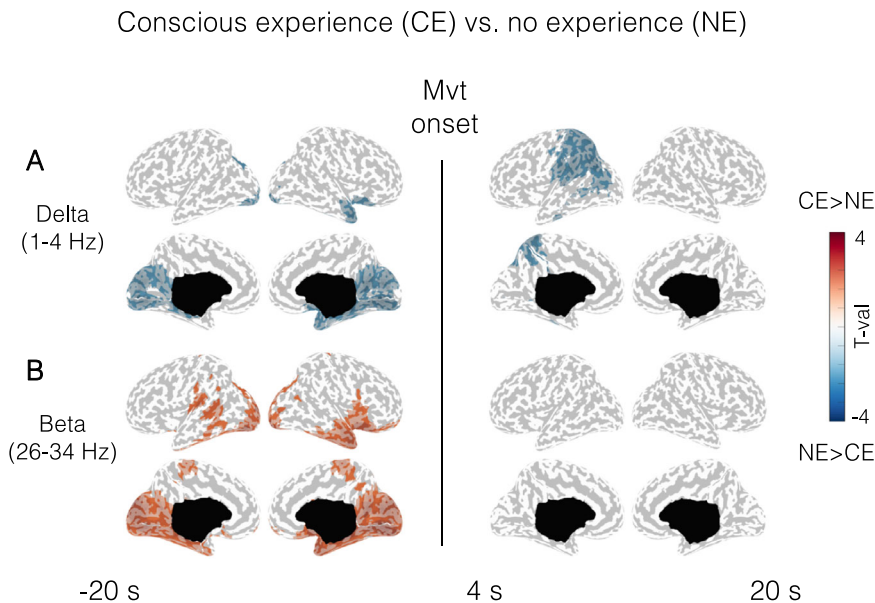 Conscious experience (CE) vs. no experience (NE)
Mvt
onset
A
Delta
(1-4 Hz)
CE>NE
4
T-val
-4
NE>CE
B
Beta
(26-34 Hz)
-20 s
4 s
20 s